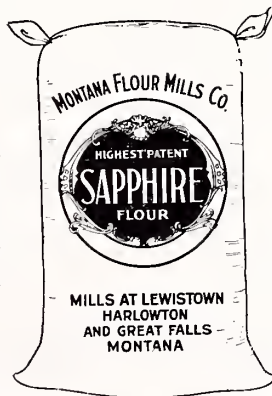 MONTANA FLOUR MILLS CO.
HIGHEST PATENT
SAPPHIRE
FLOUR
MILLS AT LEWISTOWN
HARLOWTON
AND GREAT FALLS
MONTANA